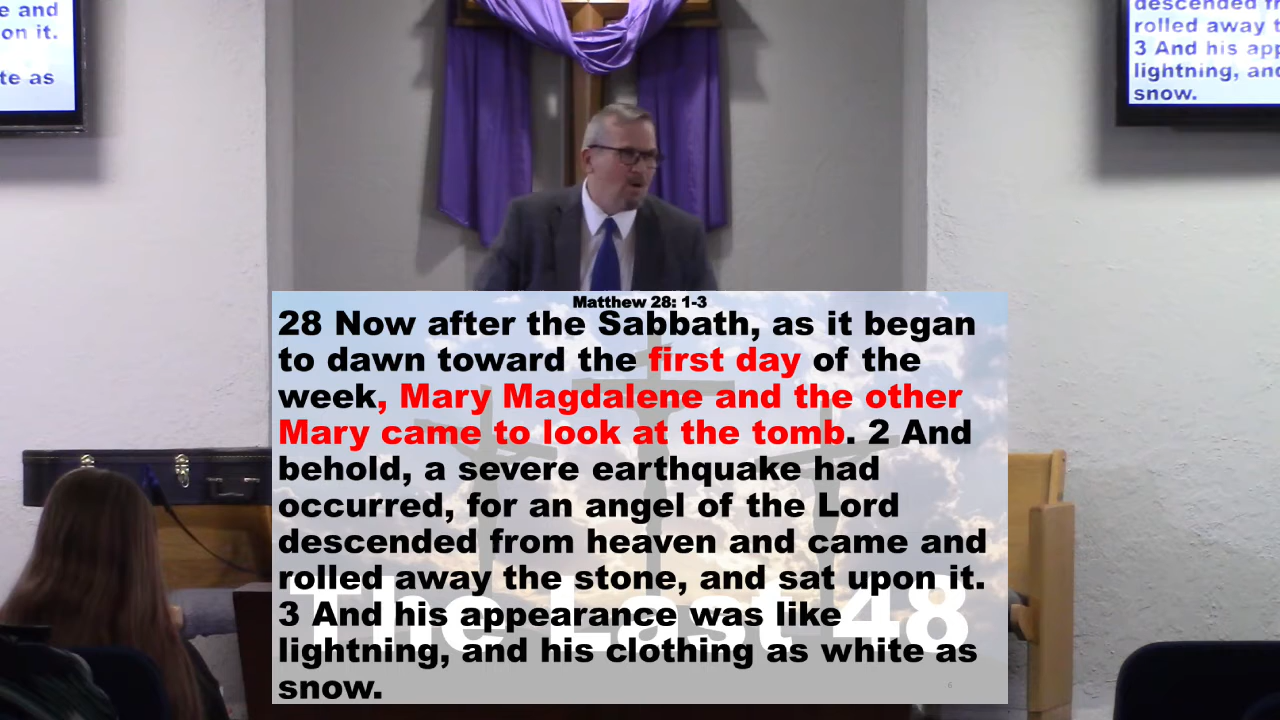 e and
on it.
te as
descended fr
rolled away t
3 And his app
lightning, and
snow.
Matthew 28: 1-3
28 Now after the Sabbath, as it began
to dawn toward the first day of the
week, Mary Magdalene and the other
Mary came to look at the tomb. 2 And
behold, a severe earthquake had
occurred, for an angel of the Lord
descended from heaven and came and
rolled away the stone, and sat upon it.
3 And his appearance was like
lightning, and his clothing as white as
snow.
The Last 48
6